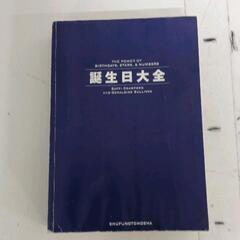 THE POWER OF
BIRTHDAYS, STARS, & NUMBERS
誕生日大全
SAFFI CRAWFORD
AND GERALDINE SULLIVAN
SHUFUNOTOMOSHA